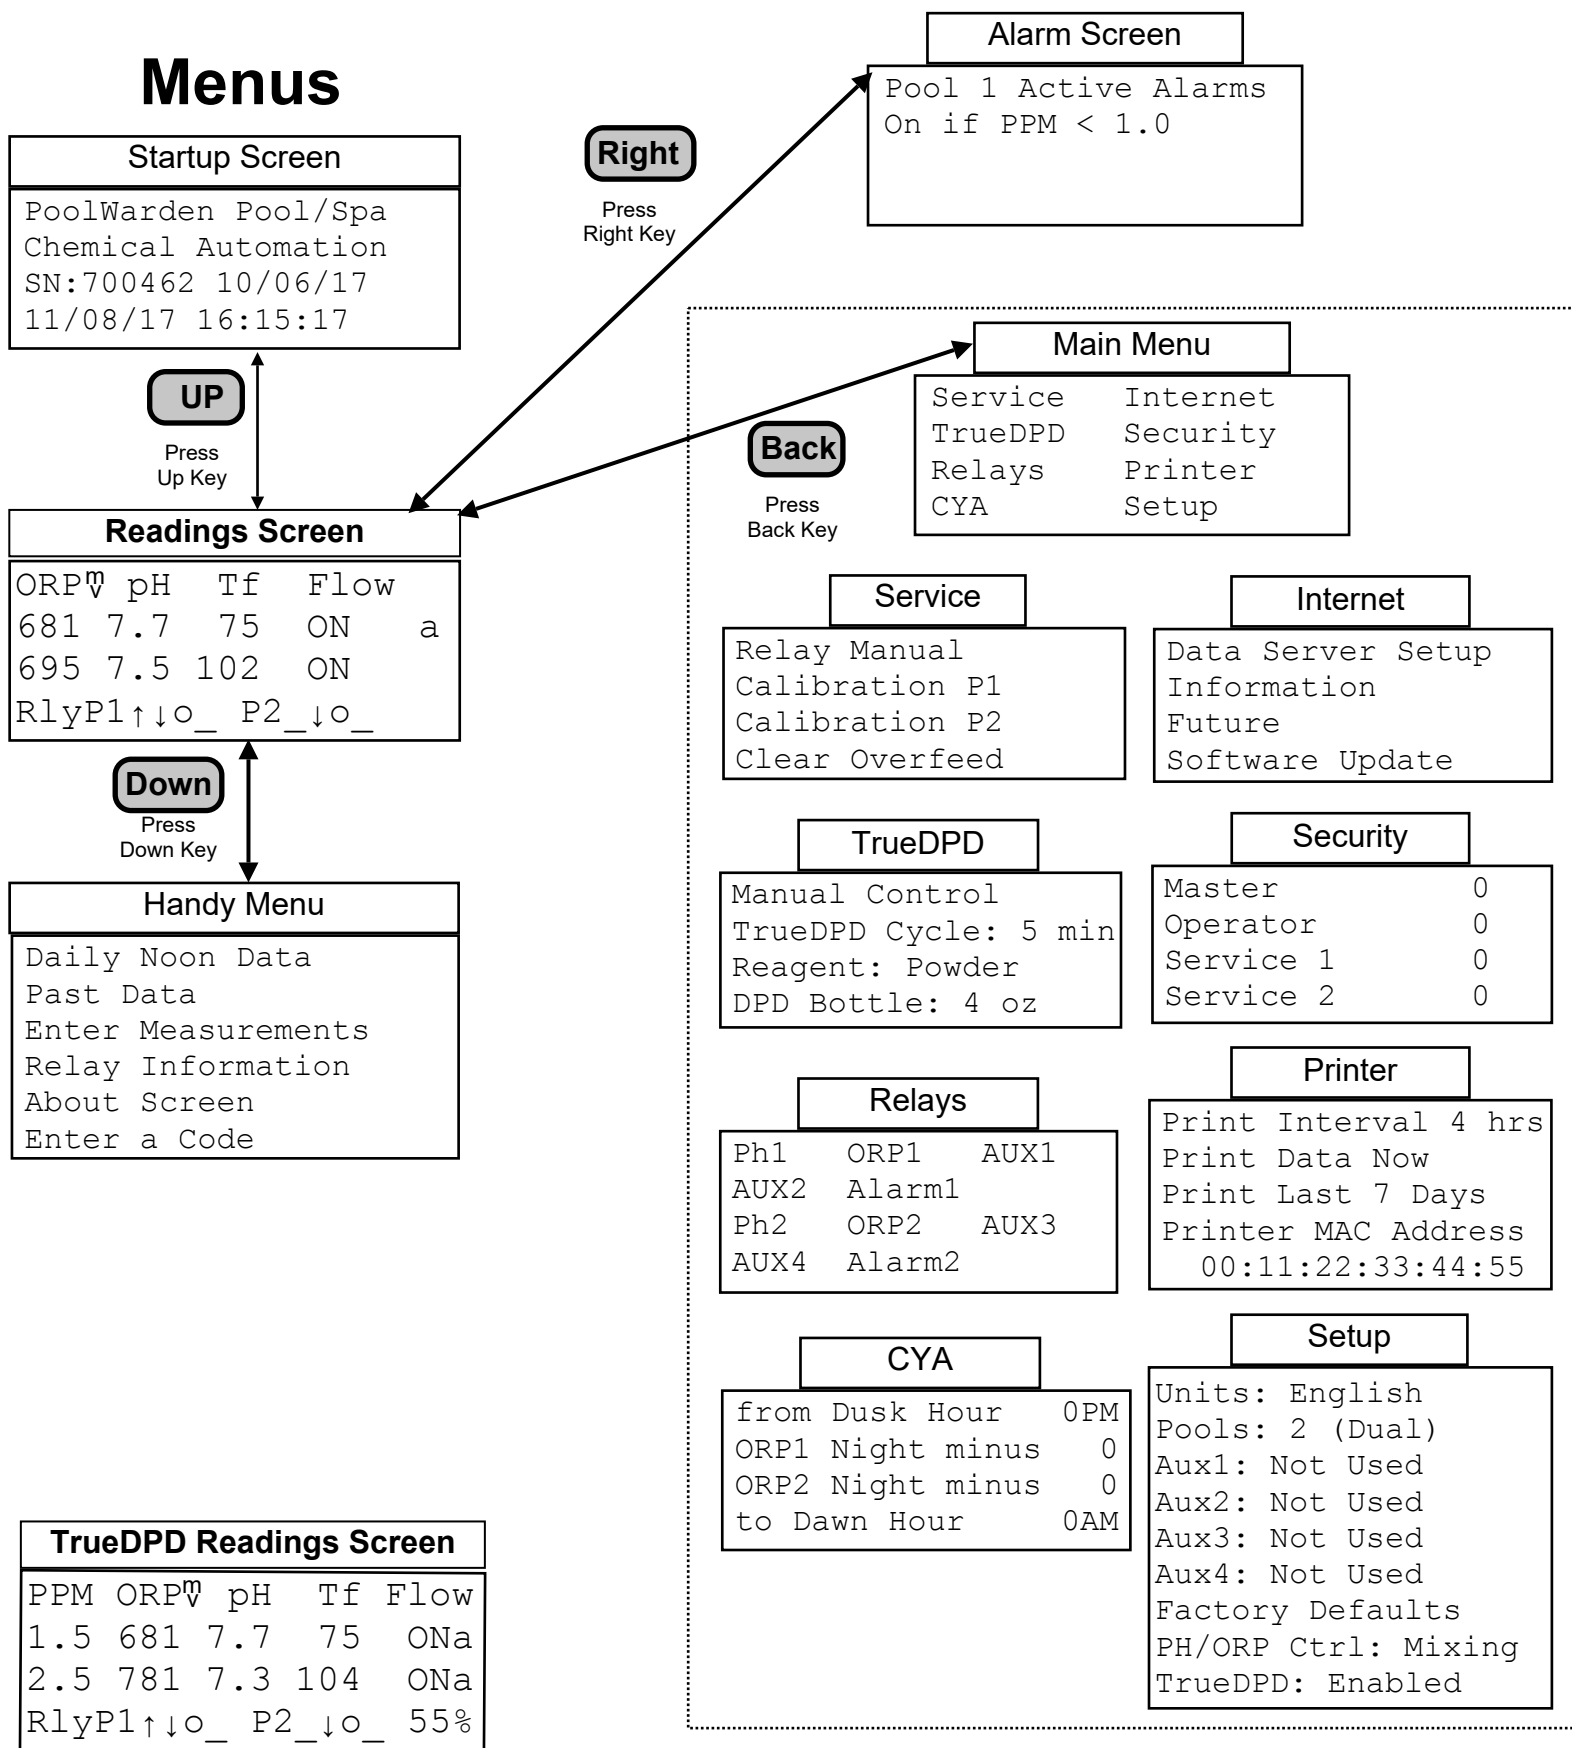 Menus
Startup Screen
PoolWarden Pool/Spa
Chemical Automation
SN:700462 10/06/17
11/08/17 16:15:17
UP
Press
Up Key
Readings Screen
ORPmV pH Tf Flow
681 7.7 75 ON a
695 7.5 102 ON
RlyP1↑↓o_ P2_↓o_
Down
Press
Down Key
Handy Menu
Daily Noon Data
Past Data
Enter Measurements
Relay Information
About Screen
Enter a Code
TrueDPD Readings Screen
PPM ORPmV pH Tf Flow
1.5 681 7.7 75 ONa
2.5 781 7.3 104 ONa
RlyP1↑↓o_ P2_↓o_ 55%
Right
Press
Right Key
Alarm Screen
Pool 1 Active Alarms
On if PPM < 1.0
Back
Press
Back Key
Main Menu
Service Internet
TrueDPD Security
Relays Printer
CYA Setup
Service
Relay Manual
Calibration P1
Calibration P2
Clear Overfeed
Internet
Data Server Setup
Information
Future
Software Update
TrueDPD
Manual Control
TrueDPD Cycle: 5 min
Reagent: Powder
DPD Bottle: 4 oz
Security
Master 0
Operator 0
Service 1 0
Service 2 0
Relays
Ph1 ORP1 AUX1
AUX2 Alarm1
Ph2 ORP2 AUX3
AUX4 Alarm2
Printer
Print Interval 4 hrs
Print Data Now
Print Last 7 Days
Printer MAC Address
00:11:22:33:44:55
CYA
from Dusk Hour 0PM
ORP1 Night minus 0
ORP2 Night minus 0
to Dawn Hour 0AM
Setup
Units: English
Pools: 2 (Dual)
Aux1: Not Used
Aux2: Not Used
Aux3: Not Used
Aux4: Not Used
Factory Defaults
PH/ORP Ctrl: Mixing
TrueDPD: Enabled